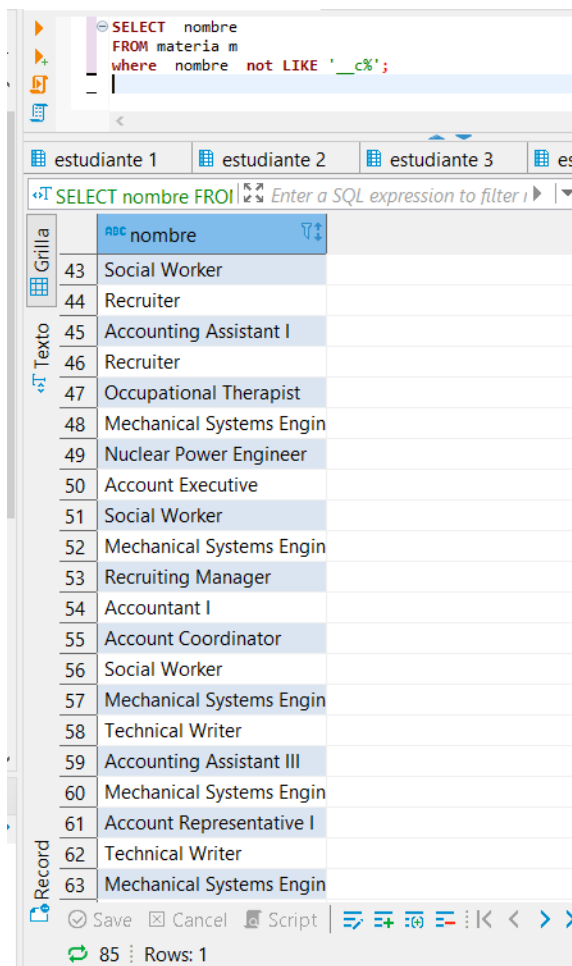 SELECT nombre
FROM materia m
where nombre not LIKE '__c%';
estudiante 1 estudiante 2 estudiante 3 es
SELECT nombre FROI Enter a SQL expression to filter r
Grilla
Texto
Record
ABC nombre
43 Social Worker
44 Recruiter
45 Accounting Assistant I
46 Recruiter
47 Occupational Therapist
48 Mechanical Systems Engin
49 Nuclear Power Engineer
50 Account Executive
51 Social Worker
52 Mechanical Systems Engin
53 Recruiting Manager
54 Accountant I
55 Account Coordinator
56 Social Worker
57 Mechanical Systems Engin
58 Technical Writer
59 Accounting Assistant III
60 Mechanical Systems Engin
61 Account Representative I
62 Technical Writer
63 Mechanical Systems Engin
Save Cancel Script
85 Rows: 1